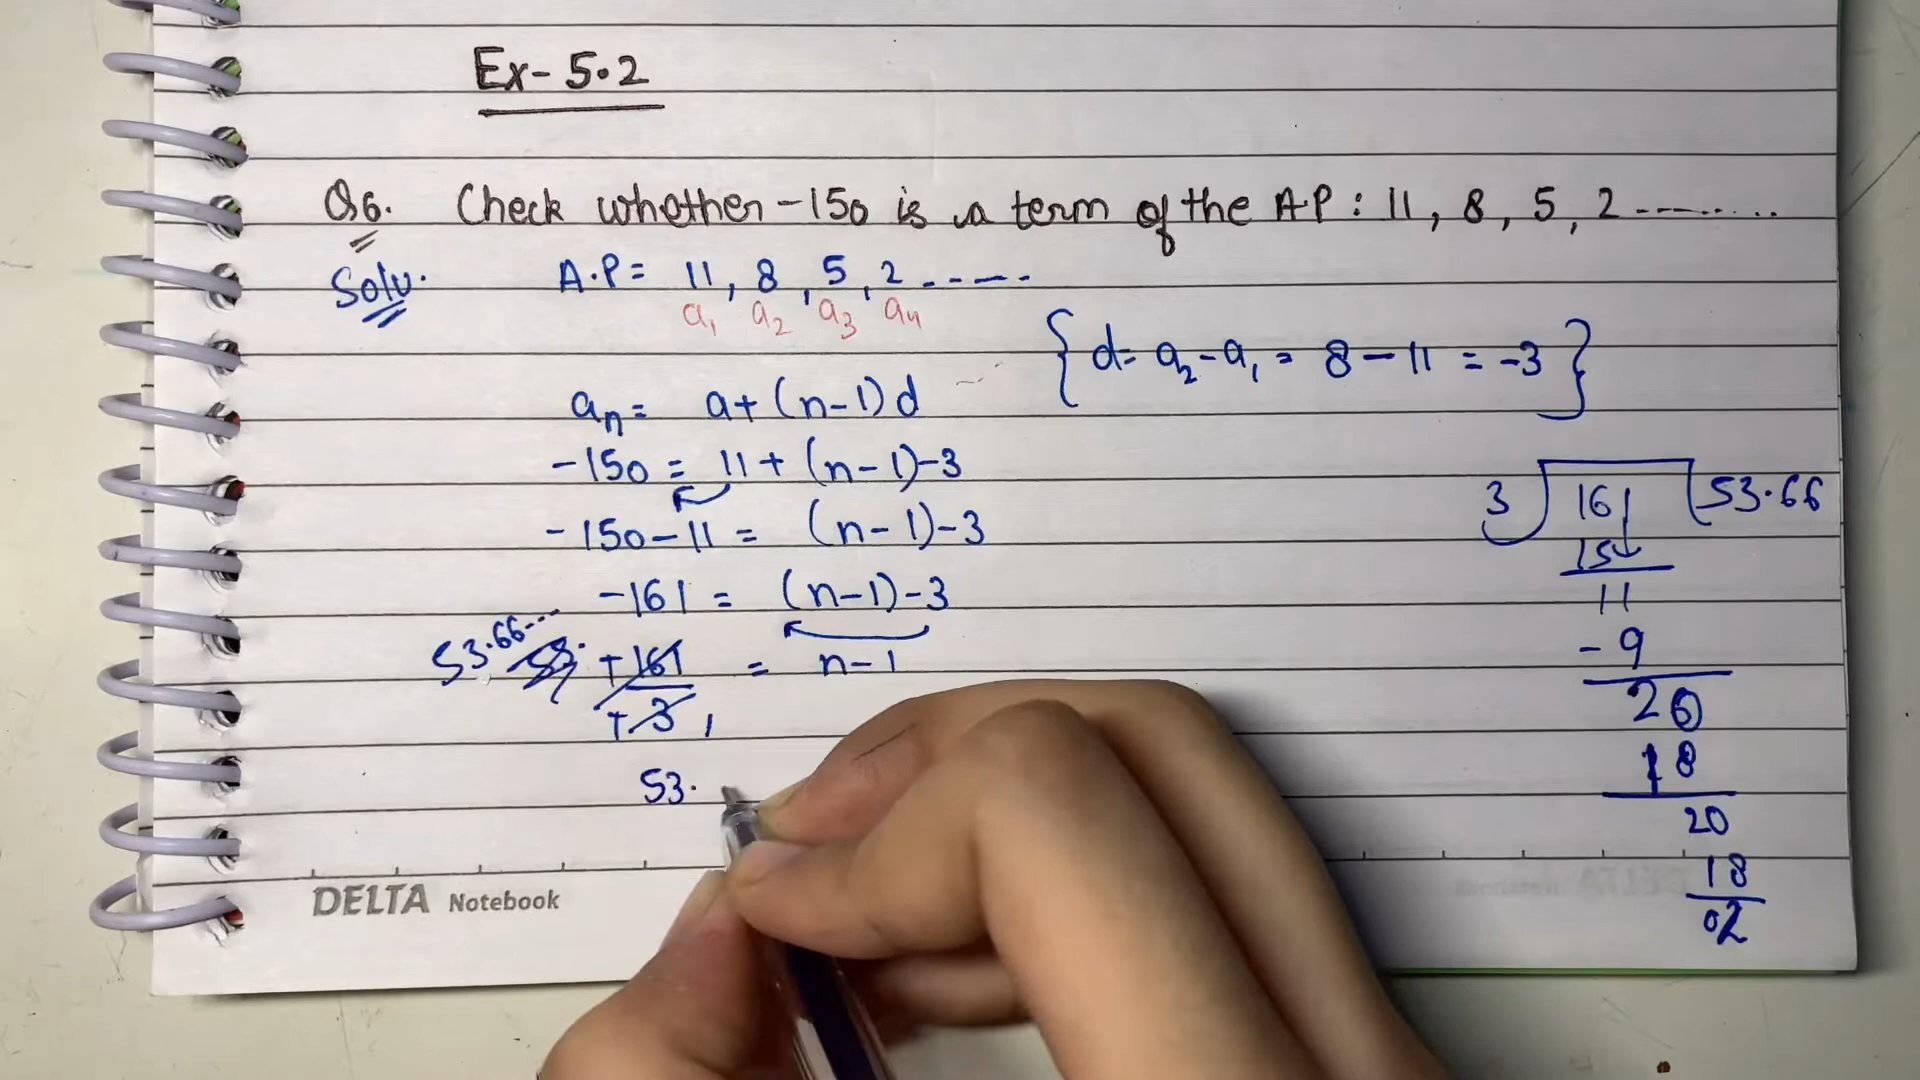 Ex- 5.2
Q6. Check whether -150 is a term of the A.P : 11, 8, 5, 2 ........
Solu.
A.P = 11, 8, 5, 2 .....
a1 a2 a3 a4
{ d = a2 - a1 = 8 - 11 = -3 }
an = a + (n-1) d
-150 = 11 + (n-1)-3
-150-11 = (n-1)-3
-161 = (n-1)-3
53.66... +161 = n-1
+3 1
53.
3 161 53.66
15
11
- 9
20
18
20
18
02
DELTA Notebook